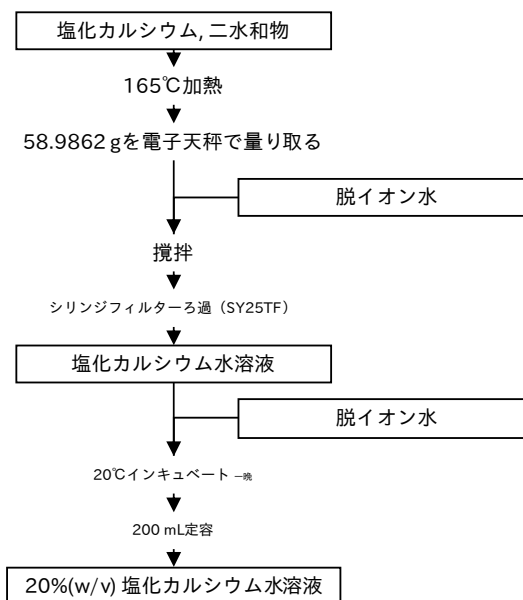 塩化カルシウム, 二水和物
165℃加熱
58.9862 gを電子天秤で量り取る
脱イオン水
撹拌
シリンジフィルターろ過（SY25TF）
塩化カルシウム水溶液
脱イオン水
20℃インキュベート 一晩
200 mL定容
20%(w/v) 塩化カルシウム水溶液